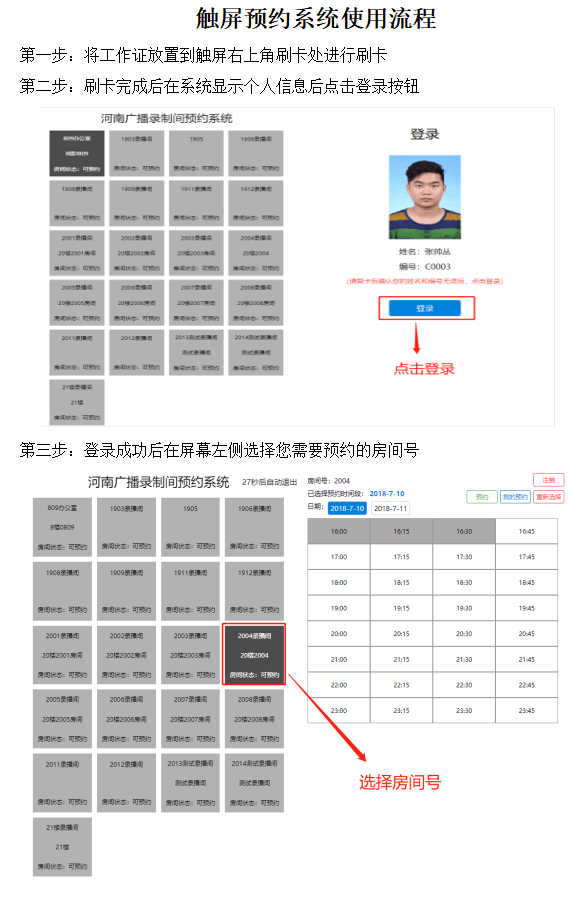 触屏预约系统使用流程
第一步：将工作证放置到触屏右上角刷卡处进行刷卡
第二步：刷卡完成后在系统显示个人信息后点击登录按钮
河南广播录制间预约系统
登录
809办公室
8楼0809
房间状态：可预约
1903录播间
房间状态：可预约
1905
房间状态：可预约
1906录播间
房间状态：可预约
1908录播间
房间状态：可预约
1909录播间
房间状态：可预约
1911录播间
房间状态：可预约
1912录播间
房间状态：可预约
2001录播间
20楼2001房间
房间状态：可预约
2002录播间
20楼2002房间
房间状态：可预约
2003录播间
20楼2003房间
房间状态：可预约
2004录播间
20楼2004
房间状态：可预约
2005录播间
20楼2005房间
房间状态：可预约
2006录播间
20楼2006房间
房间状态：可预约
2007录播间
20楼2007房间
房间状态：可预约
2008录播间
20楼2008房间
房间状态：可预约
2011录播间
房间状态：可预约
2012录播间
房间状态：可预约
2013测试录播间
测试录播间
房间状态：可预约
2014测试录播间
测试录播间
房间状态：可预约
21楼录播间
21楼
房间状态：可预约
姓名：张帅丛
编号：C0003
(请刷卡后确认您的姓名和编号无误后，点击登录)
登录
点击登录
第三步：登录成功后在屏幕左侧选择您需要预约的房间号
河南广播录制间预约系统 27秒后自动退出
809办公室
8楼0809
房间状态：可预约
1903录播间
房间状态：可预约
1905
房间状态：可预约
1906录播间
房间状态：可预约
1908录播间
房间状态：可预约
1909录播间
房间状态：可预约
1911录播间
房间状态：可预约
1912录播间
房间状态：可预约
2001录播间
20楼2001房间
房间状态：可预约
2002录播间
20楼2002房间
房间状态：可预约
2003录播间
20楼2003房间
房间状态：可预约
2004录播间
20楼2004
房间状态：可预约
2005录播间
20楼2005房间
房间状态：可预约
2006录播间
20楼2006房间
房间状态：可预约
2007录播间
20楼2007房间
房间状态：可预约
2008录播间
20楼2008房间
房间状态：可预约
2011录播间
房间状态：可预约
2012录播间
房间状态：可预约
2013测试录播间
测试录播间
房间状态：可预约
2014测试录播间
测试录播间
房间状态：可预约
21楼录播间
21楼
房间状态：可预约
房间号：2004
注销
已选择预约时间段：2018-7-10
预约 我的预约 重新选择
日期：2018-7-10 2018-7-11
16:00 16:15 16:30 16:45
17:00 17:15 17:30 17:45
18:00 18:15 18:30 18:45
19:00 19:15 19:30 19:45
20:00 20:15 20:30 20:45
21:00 21:15 21:30 21:45
22:00 22:15 22:30 22:45
23:00 23:15 23:30 23:45
选择房间号